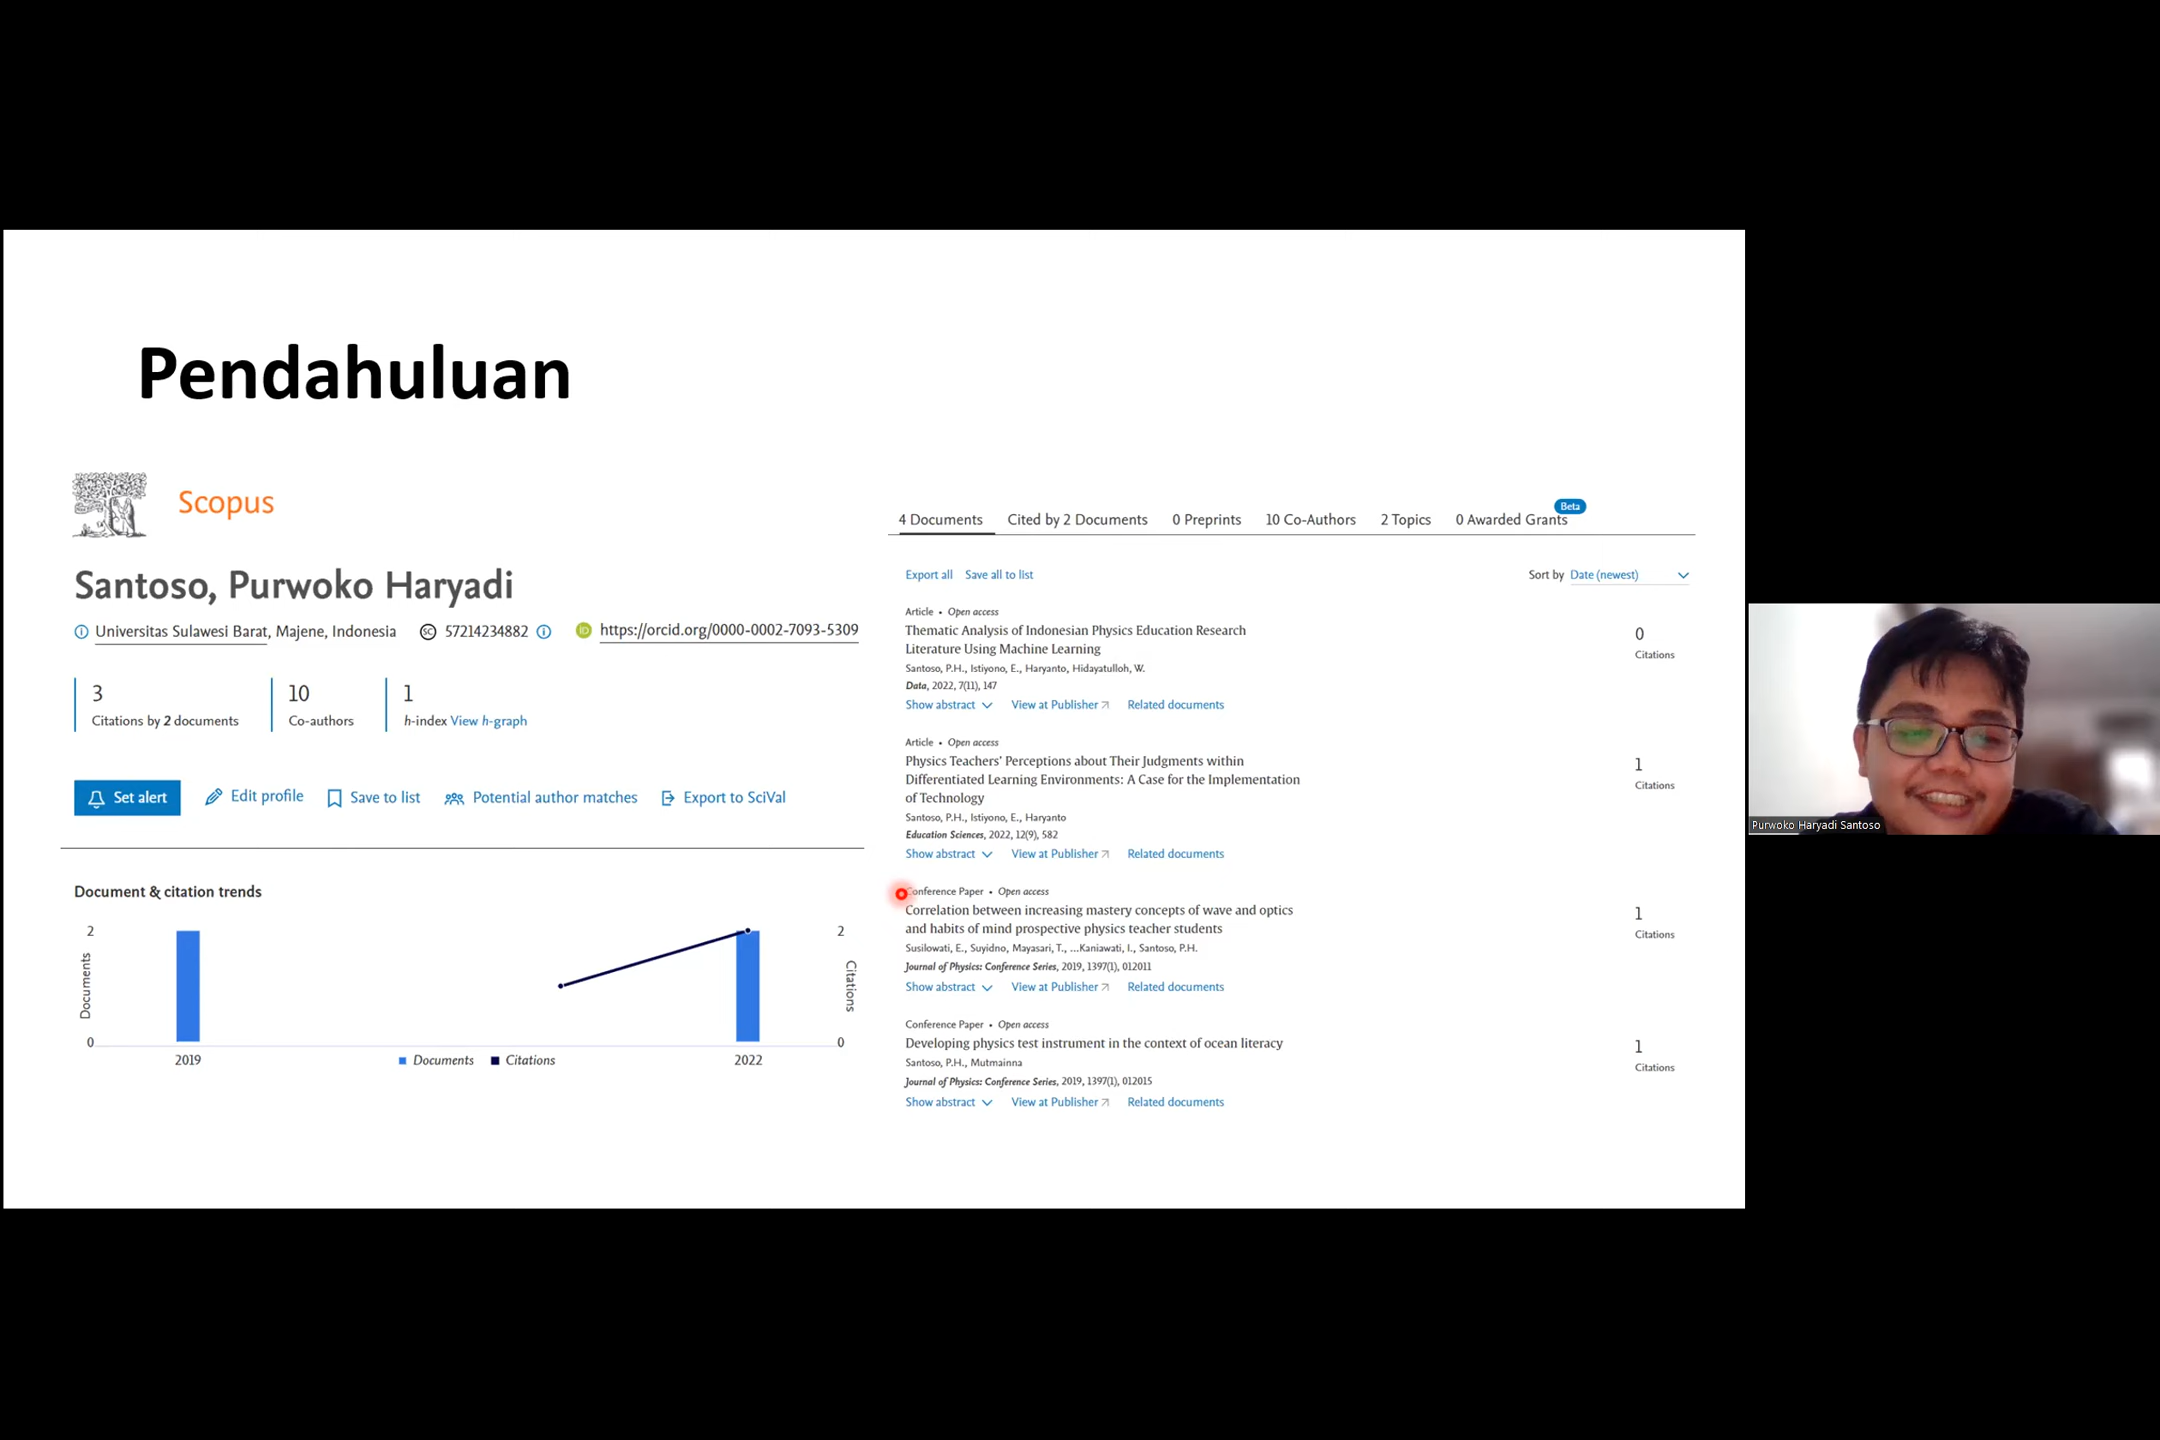 Pendahuluan
Scopus
Santoso, Purwoko Haryadi
Universitas Sulawesi Barat, Majene, Indonesia SC 57214234882 iD https://orcid.org/0000-0002-7093-5309
3 10 1
Citations by 2 documents Co-authors h-index View h-graph
Set alert Edit profile Save to list Potential author matches Export to SciVal
Document & citation trends
2 2
Documents Citations
0 0
2019 Documents Citations 2022
Beta
4 Documents Cited by 2 Documents 0 Preprints 10 Co-Authors 2 Topics 0 Awarded Grants
Export all Save all to list Sort by Date (newest)
Article • Open access
Thematic Analysis of Indonesian Physics Education Research
Literature Using Machine Learning
Santoso, P.H., Istiyono, E., Haryanto, Hidayatulloh, W.
Data, 2022, 7(11), 147
0
Citations
Show abstract View at Publisher Related documents
Article • Open access
Physics Teachers' Perceptions about Their Judgments within
Differentiated Learning Environments: A Case for the Implementation
of Technology
Santoso, P.H., Istiyono, E., Haryanto
Education Sciences, 2022, 12(9), 582
1
Citations
Show abstract View at Publisher Related documents
Conference Paper • Open access
Correlation between increasing mastery concepts of wave and optics
and habits of mind prospective physics teacher students
Susilowati, E., Suyidno, Mayasari, T., ...Kaniawati, I., Santoso, P.H.
Journal of Physics: Conference Series, 2019, 1397(1), 012011
1
Citations
Show abstract View at Publisher Related documents
Conference Paper • Open access
Developing physics test instrument in the context of ocean literacy
Santoso, P.H., Mutmainna
Journal of Physics: Conference Series, 2019, 1397(1), 012015
1
Citations
Show abstract View at Publisher Related documents
Purwoko Haryadi Santoso